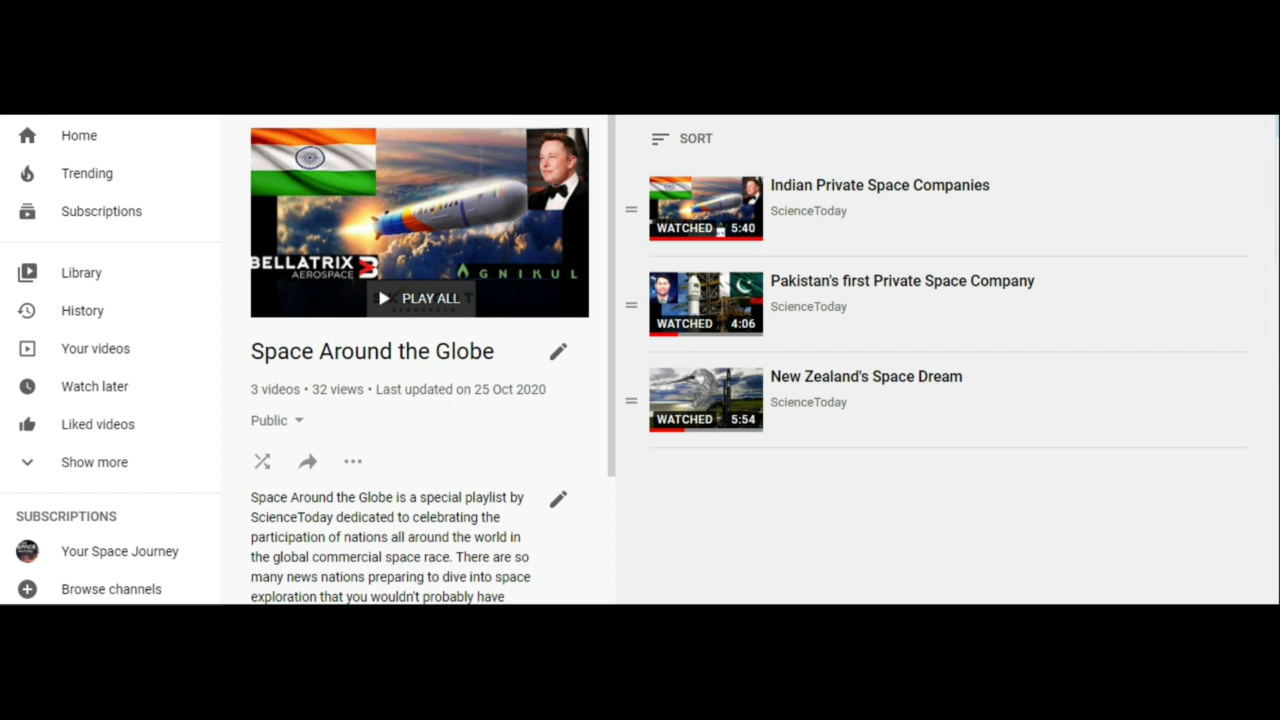 Home
Trending
Subscriptions
Library
History
Your videos
Watch later
Liked videos
Show more
SUBSCRIPTIONS
Your Space Journey
Browse channels
BELLATRIX
AEROSPACE
AGNIKUL
PLAY ALL
Space Around the Globe
3 videos • 32 views • Last updated on 25 Oct 2020
Public
Space Around the Globe is a special playlist by
ScienceToday dedicated to celebrating the
participation of nations all around the world in
the global commercial space race. There are so
many news nations preparing to dive into space
exploration that you wouldn't probably have
SORT
Indian Private Space Companies
ScienceToday
WATCHED 5:40
Pakistan's first Private Space Company
ScienceToday
WATCHED 4:06
New Zealand's Space Dream
ScienceToday
WATCHED 5:54